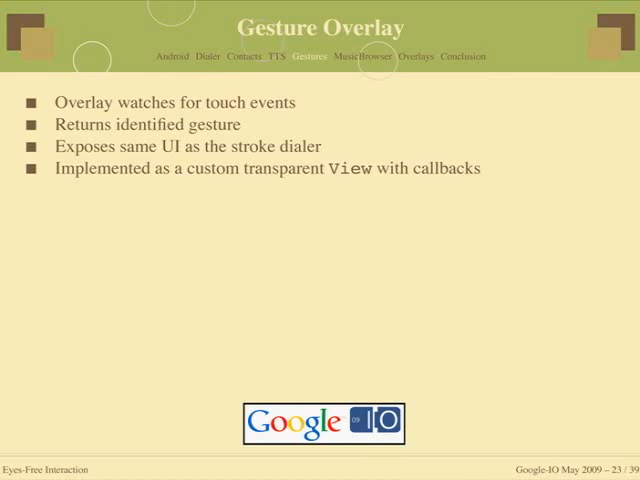 Gesture Overlay
Android Dialer Contacts TTS Gestures MusicBrowser Overlays Conclusion
Overlay watches for touch events
Returns identified gesture
Exposes same UI as the stroke dialer
Implemented as a custom transparent View with callbacks
Google 09 IO
Eyes-Free Interaction
Google-IO May 2009 – 23 / 39